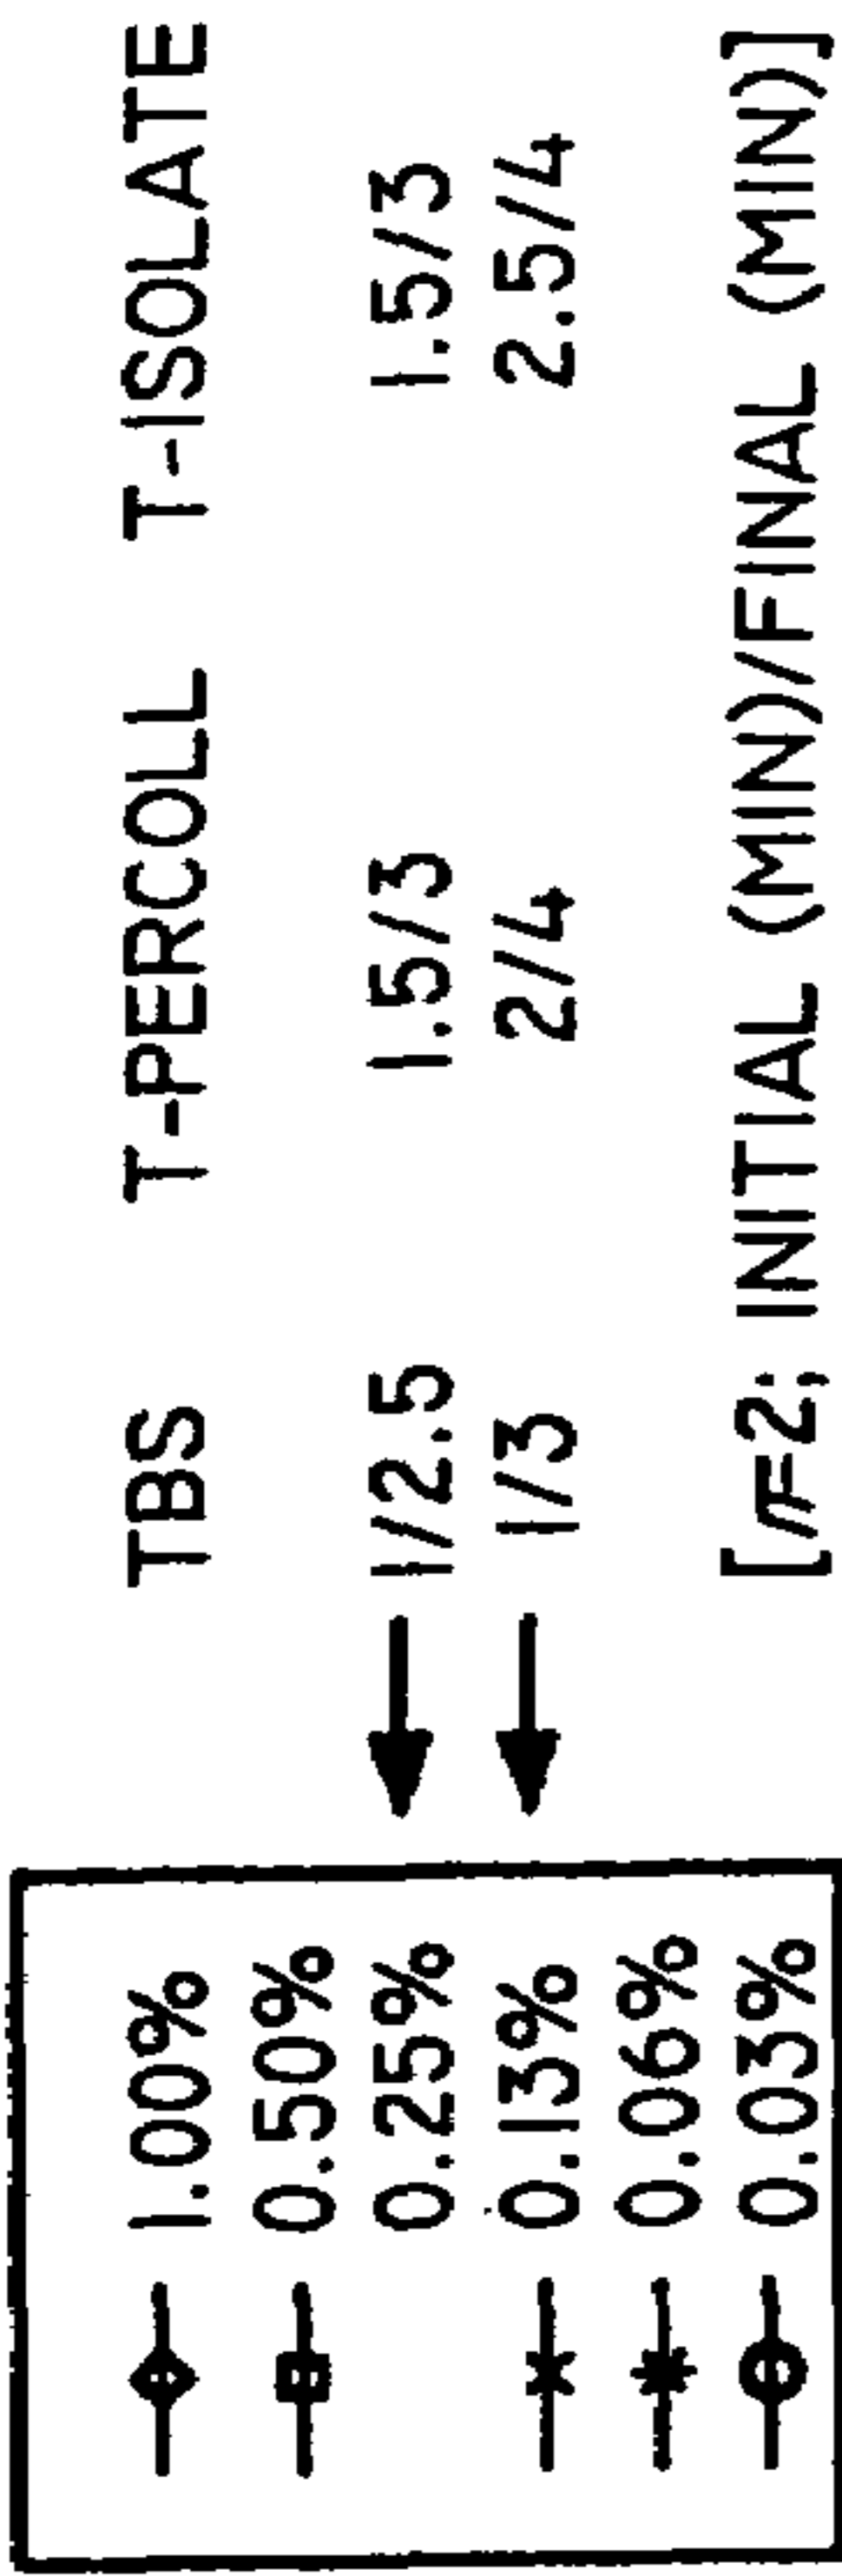 TBS T-PERCOLL T-ISOLATE
1.00%
0.50%
0.25% 1/2.5 1.5/3 1.5/3
0.13% 1/3 2/4 2.5/4
0.06%
0.03%
[n=2; INITIAL (MIN)/FINAL (MIN)]